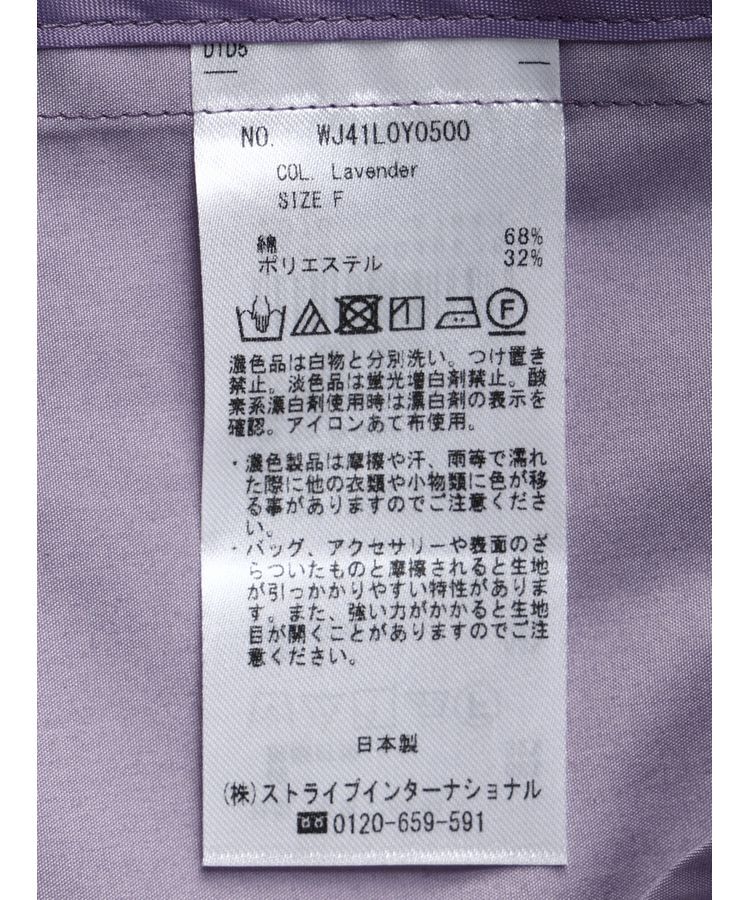 D1D5
NO. WJ41L0Y0500
COL. Lavender
SIZE F
綿 68%
ポリエステル 32%
F
濃色品は白物と分別洗い。つけ置き
禁止。淡色品は蛍光増白剤禁止。酸
素系漂白剤使用時は漂白剤の表示を
確認。アイロンあて布使用。
・濃色製品は摩擦や汗、雨等で濡れ
た際に他の衣類や小物類に色が移
る事がありますのでご注意くださ
い。
・バッグ、アクセサリーや表面のざ
らついたものと摩擦されると生地
が引っかかりやすい特性がありま
す。また、強い力がかかると生地
目が開くことがありますのでご注
意ください。
日本製
(株)ストライプインターナショナル
0120-659-591